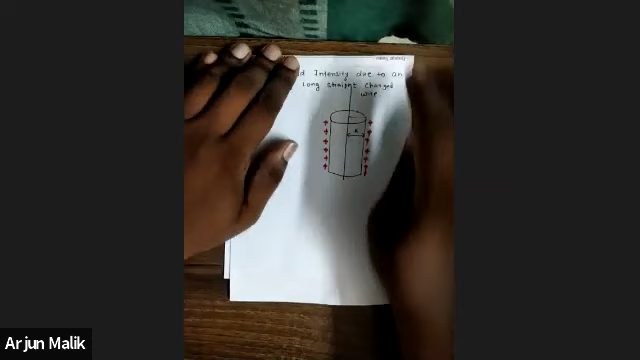 Intensity due to an
long straight charged
wire
R
Arjun Malik